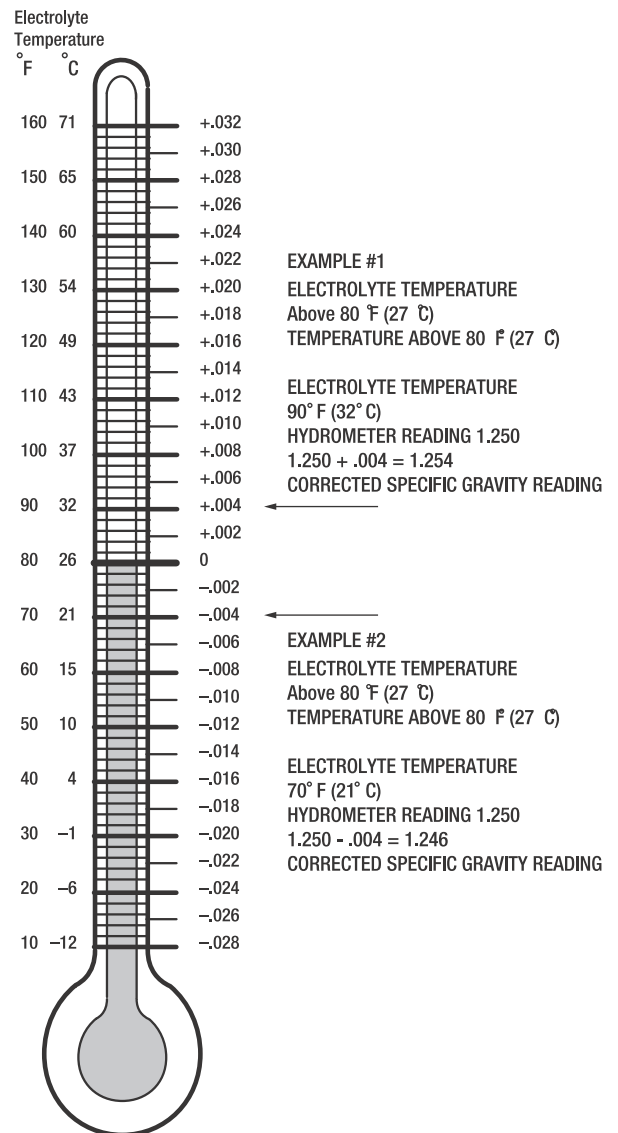 Electrolyte
Temperature
°F °C
160 71 +.032
+.030
150 65 +.028
+.026
140 60 +.024
+.022
130 54 +.020
+.018
120 49 +.016
+.014
110 43 +.012
+.010
100 37 +.008
+.006
90 32 +.004
+.002
80 26 0
–.002
70 21 –.004
–.006
60 15 –.008
–.010
50 10 –.012
–.014
40 4 –.016
–.018
30 –1 –.020
–.022
20 –6 –.024
–.026
10 –12 –.028
EXAMPLE #1
ELECTROLYTE TEMPERATURE
Above 80 °F (27 °C)
TEMPERATURE ABOVE 80 °F (27 °C)
ELECTROLYTE TEMPERATURE
90° F (32° C)
HYDROMETER READING 1.250
1.250 + .004 = 1.254
CORRECTED SPECIFIC GRAVITY READING
EXAMPLE #2
ELECTROLYTE TEMPERATURE
Above 80 °F (27 °C)
TEMPERATURE ABOVE 80 °F (27 °C)
ELECTROLYTE TEMPERATURE
70° F (21° C)
HYDROMETER READING 1.250
1.250 - .004 = 1.246
CORRECTED SPECIFIC GRAVITY READING